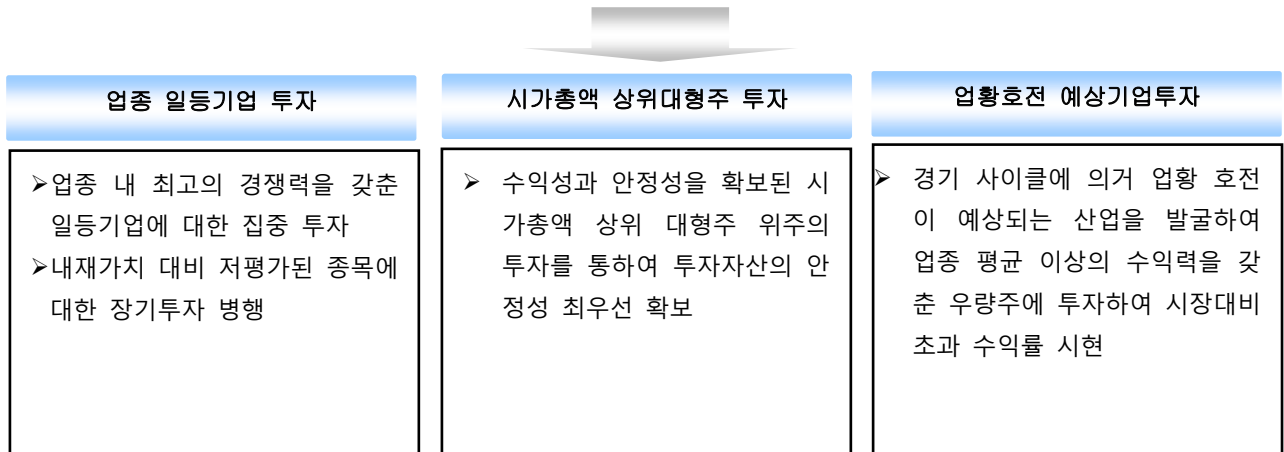 업종 일등기업 투자
➢업종 내 최고의 경쟁력을 갖춘
일등기업에 대한 집중 투자
➢내재가치 대비 저평가된 종목에
대한 장기투자 병행
시가총액 상위대형주 투자
➢ 수익성과 안정성을 확보된 시
가총액 상위 대형주 위주의
투자를 통하여 투자자산의 안
정성 최우선 확보
업황호전 예상기업투자
➢ 경기 사이클에 의거 업황 호전
이 예상되는 산업을 발굴하여
업종 평균 이상의 수익력을 갖
춘 우량주에 투자하여 시장대비
초과 수익률 시현